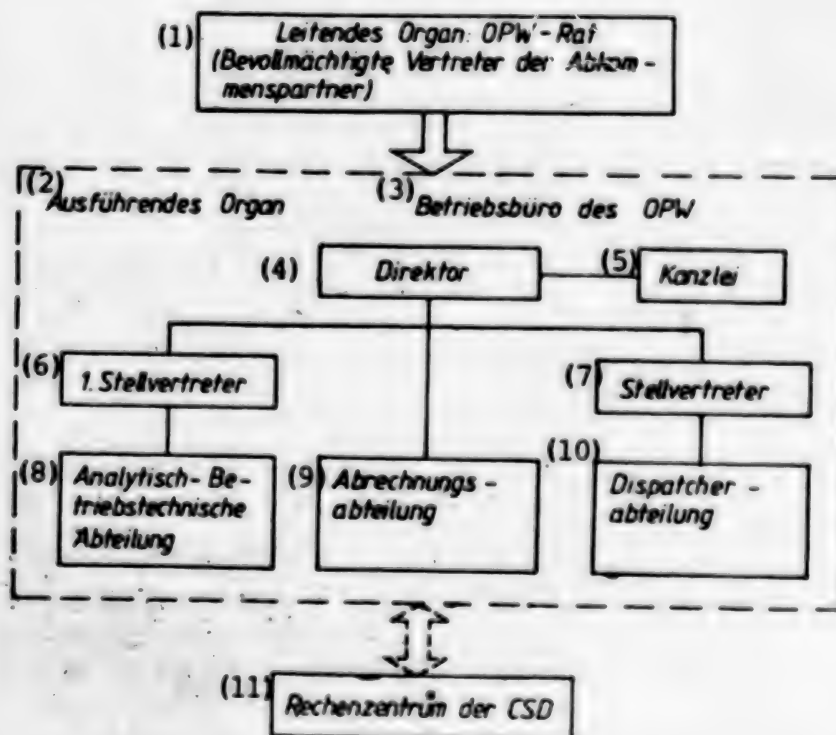 (1) Leitendes Organ: OPW-Rat
(Bevollmächtigte Vertreter der Abkom-
menspartner)
(2) Ausführendes Organ
(3) Betriebsbüro des OPW
(4) Direktor
(5) Kanzlei
(6) 1. Stellvertreter
(7) Stellvertreter
(8) Analytisch-Be-
triebstechnische
Abteilung
(9) Abrechnungs-
abteilung
(10) Dispatcher-
abteilung
(11) Rechenzentrum der CSD